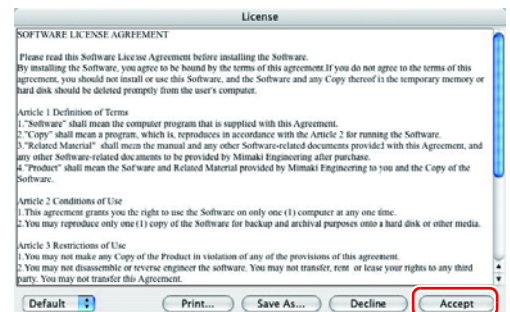 License
SOFTWARE LICENSE AGREEMENT
Please read this Software License Agreement before installing the Software.
By installing the Software, you agree to be bound by the terms of this agreement.If you do not agree to the terms of this
agreement, you should not install or use this Software, and the Software and any Copy thereof in the temporary memory or
hard disk should be deleted promptly from the user's computer.
Article 1 Definition of Terms
1."Software" shall mean the computer program that is supplied with this Agreement.
2."Copy" shall mean a program, which is, reproduces in accordance with the Article 2 for running the Software.
3."Related Material" shall mean the manual and any other Software-related documents provided with this Agreement, and
any other Software-related documents to be provided by Mimaki Engineering after purchase.
4."Product" shall mean the Software and Related Material provided by Mimaki Engineering to you and the Copy of the
Software.
Article 2 Conditions of Use
1.This agreement grants you the right to use the Software on only one (1) computer at any one time.
2.You may reproduce only one (1) copy of the Software for backup and archival purposes onto a hard disk or other media.
Article 3 Restrictions of Use
1.You may not make any Copy of the Product in violation of any of the provisions of this agreement.
2.You may not disassemble or reverse engineer the software. You may not transfer, rent or lease your rights to any third
party. You may not transfer this Agreement.
Default Print... Save As... Decline Accept